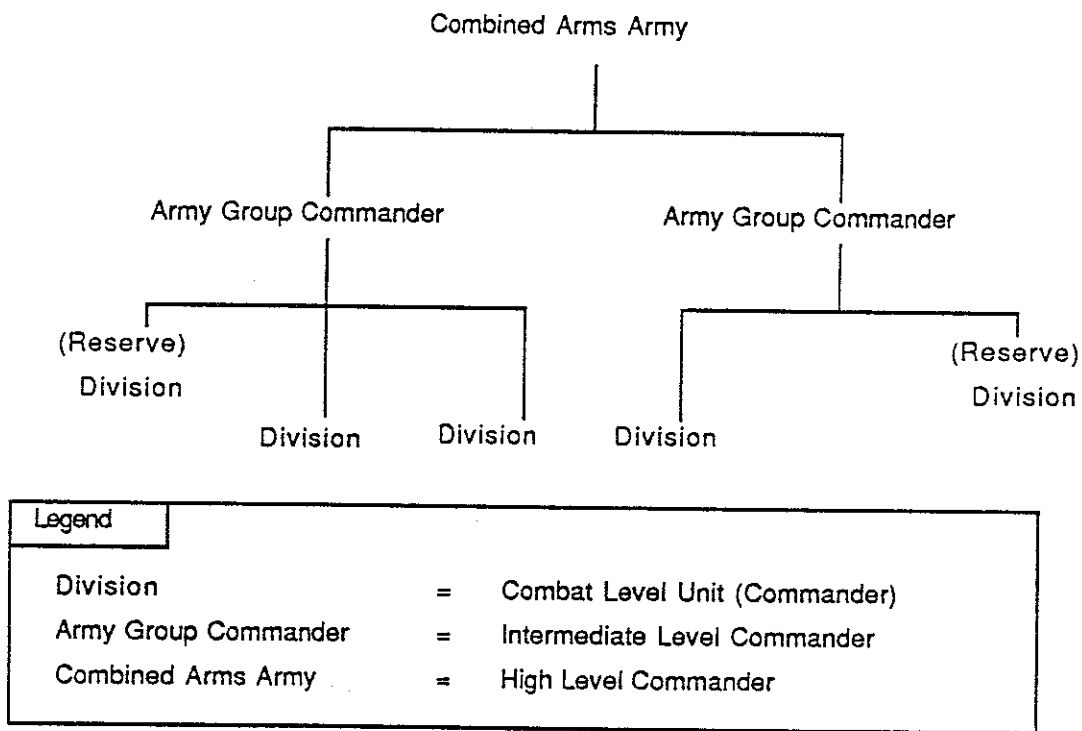 Combined Arms Army
Army Group Commander
Army Group Commander
(Reserve)
Division
Division
Division
Division
(Reserve)
Division
Legend
Division = Combat Level Unit (Commander)
Army Group Commander = Intermediate Level Commander
Combined Arms Army = High Level Commander